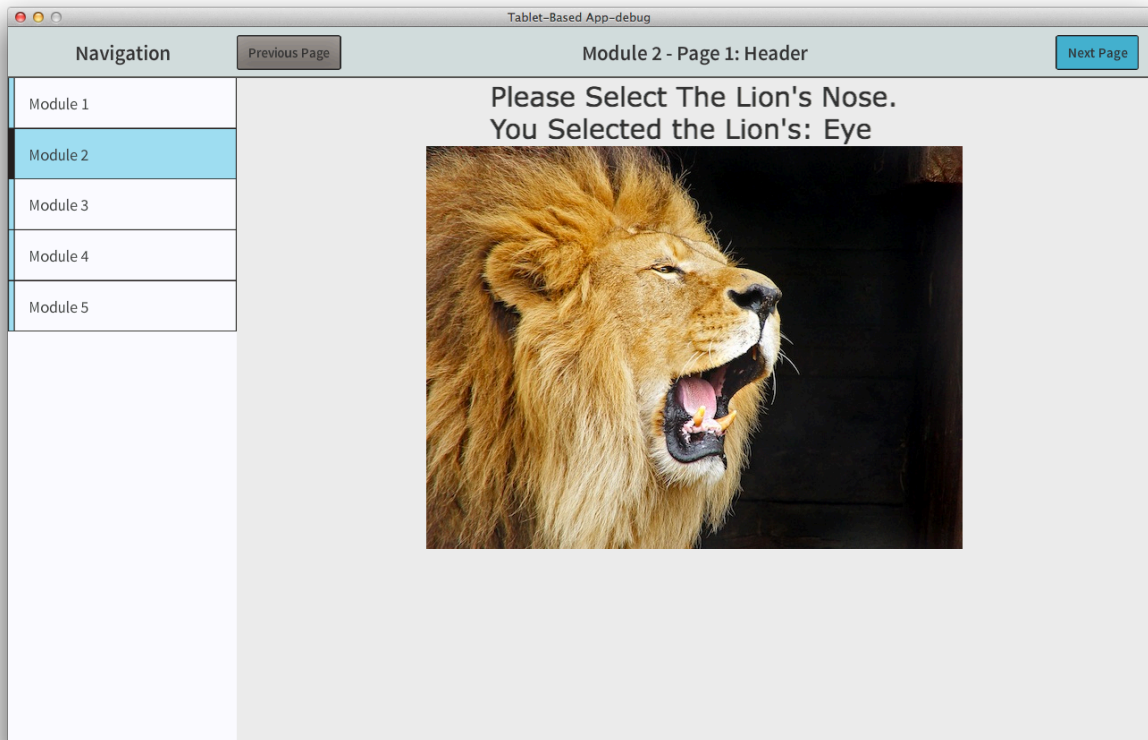 Tablet-Based App-debug
Navigation
Previous Page
Module 2 - Page 1: Header
Next Page
Module 1
Module 2
Module 3
Module 4
Module 5
Please Select The Lion's Nose.
You Selected the Lion's: Eye